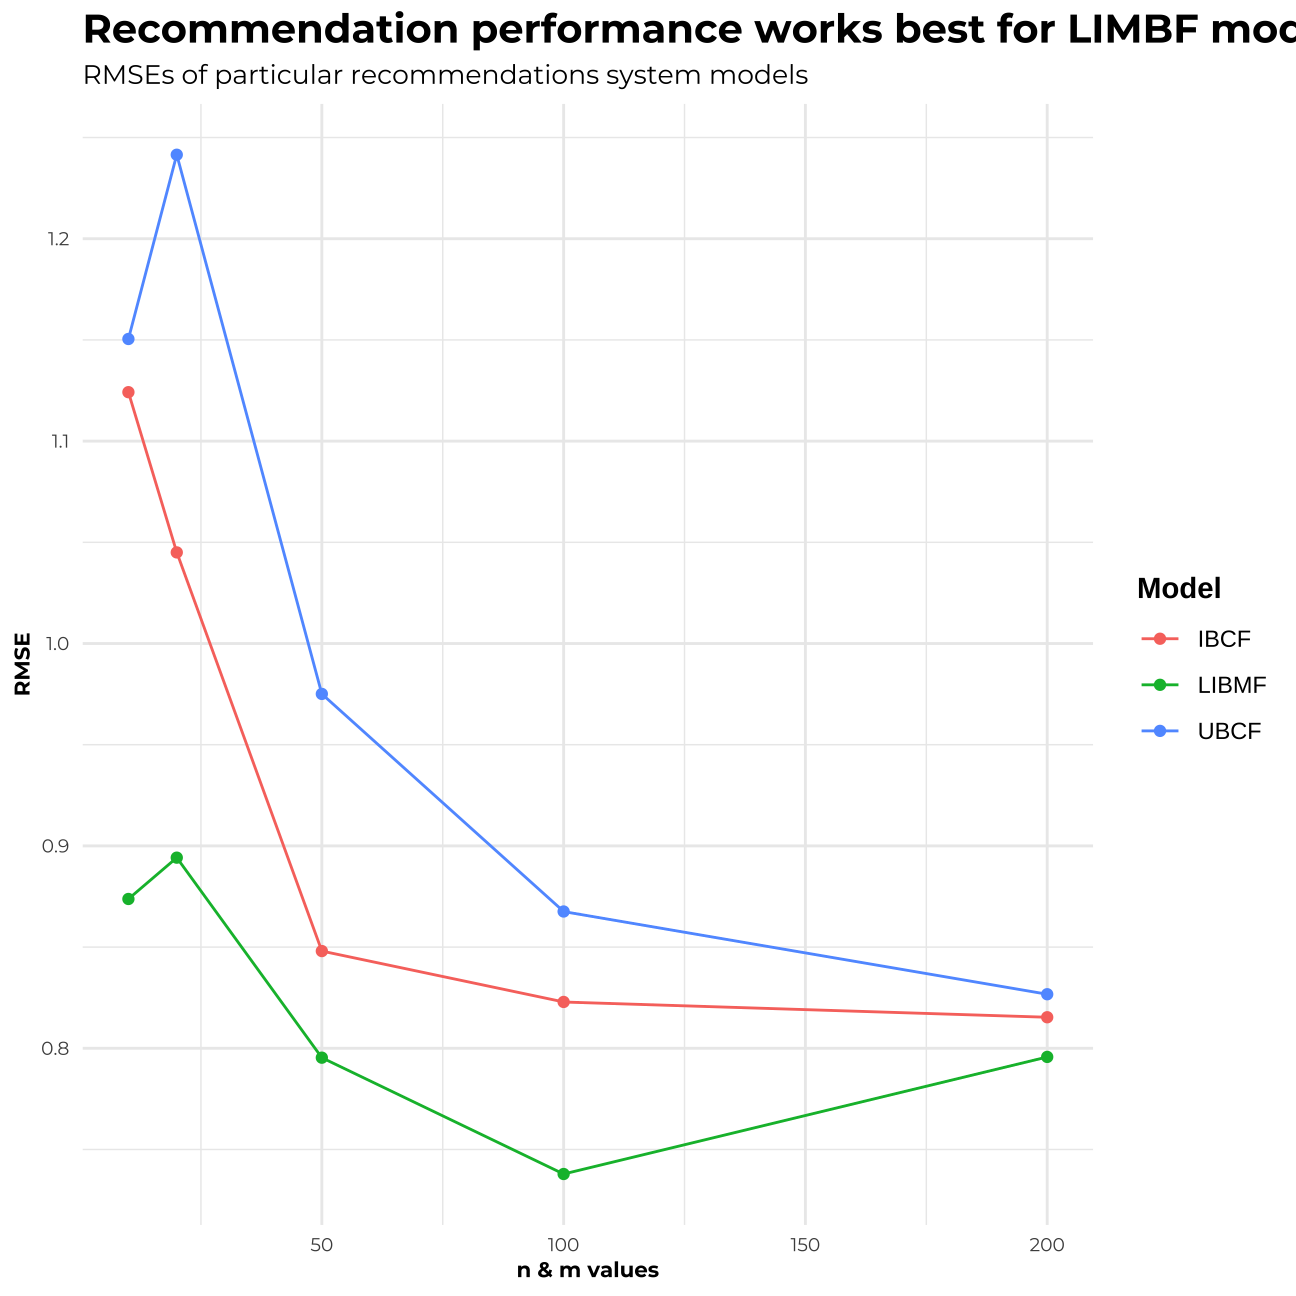 Recommendation performance works best for LIMBF
RMSEs of particular recommendations system models
1.2
1.1
1.0
0.9
0.8
RMSE
50 100 150 200
n & m values
Model
IBCF
LIBMF
UBCF